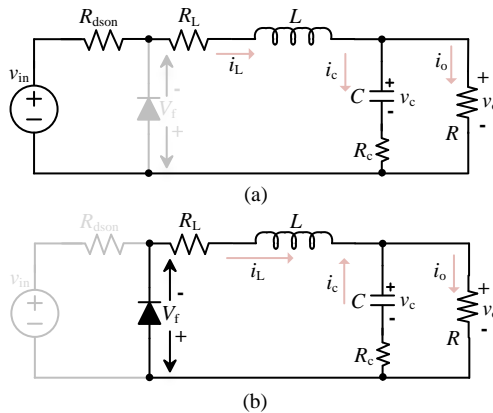 R_dson R_L L
v_in i_L i_c i_o
+ - + +
- V_f C v_c v
+ - R -
R_c
(a)
R_dson R_L L
v_in i_L i_c i_o
+ - + +
- V_f C v_c v
+ - R -
R_c
(b)